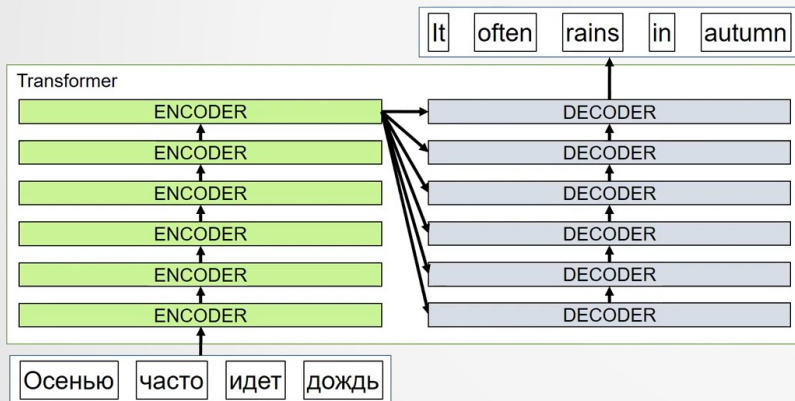 It often rains in autumn
Transformer
ENCODER DECODER
ENCODER DECODER
ENCODER DECODER
ENCODER DECODER
ENCODER DECODER
ENCODER DECODER
Осенью часто идет дождь